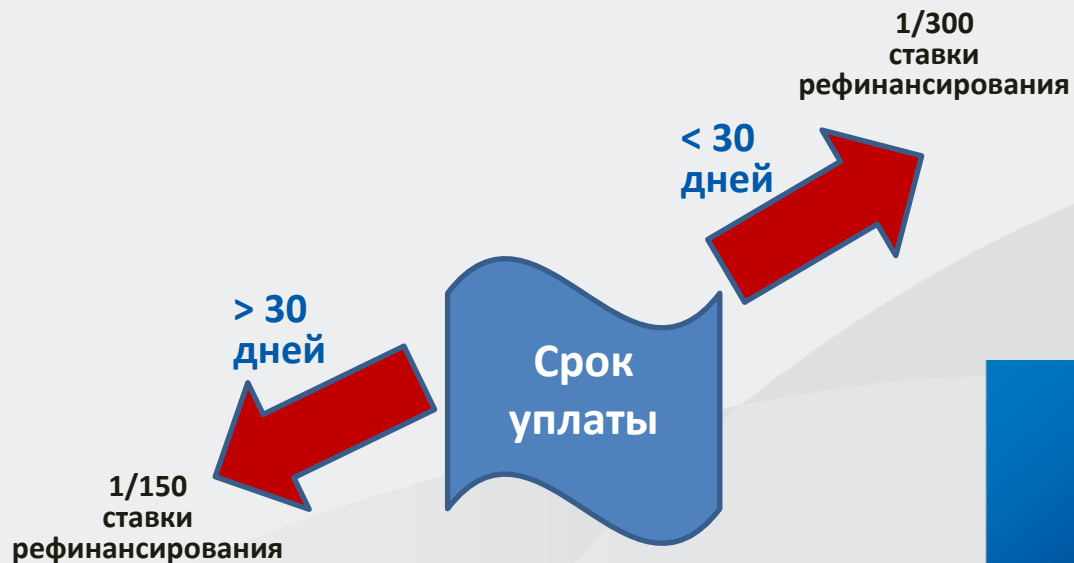 1/300
ставки
рефинансирования
< 30
дней
> 30
дней
Срок
уплаты
1/150
ставки
рефинансирования